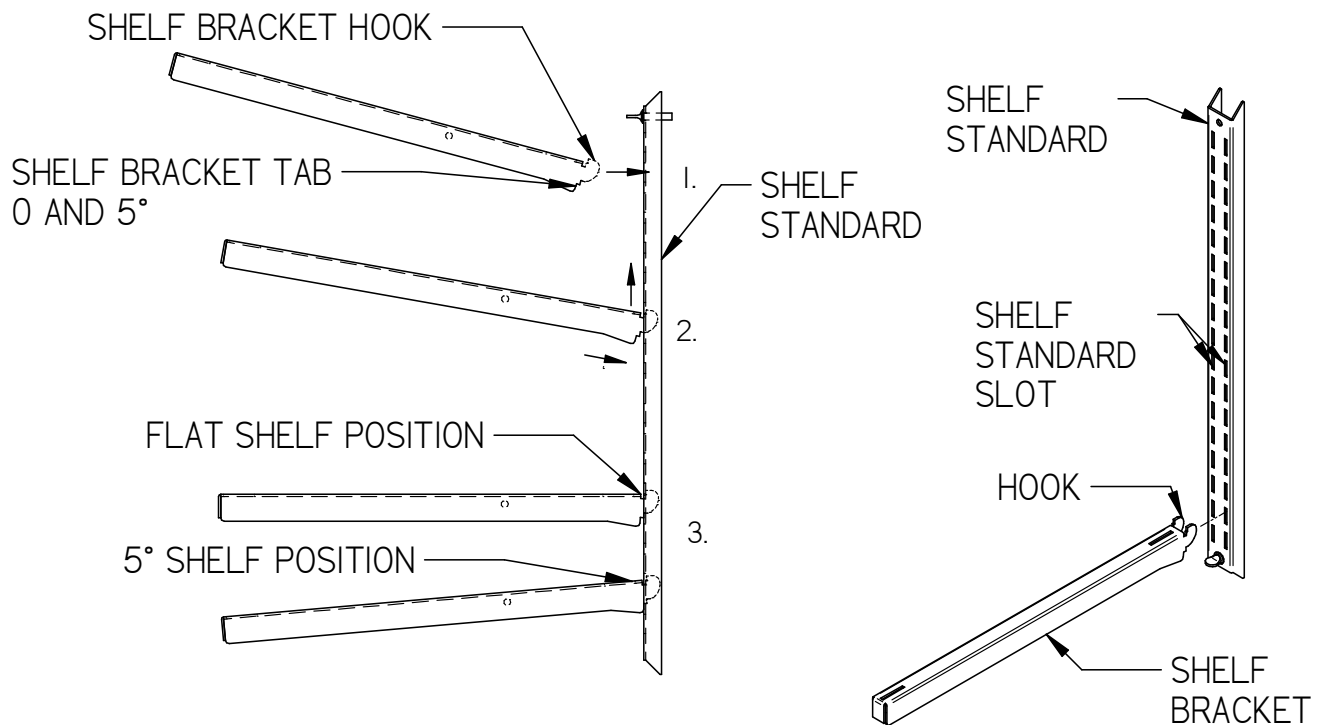 SHELF BRACKET HOOK
SHELF BRACKET TAB
0 AND 5°
1.
SHELF
STANDARD
2.
FLAT SHELF POSITION
3.
5° SHELF POSITION
SHELF
STANDARD
SHELF
STANDARD
SLOT
HOOK
SHELF
BRACKET